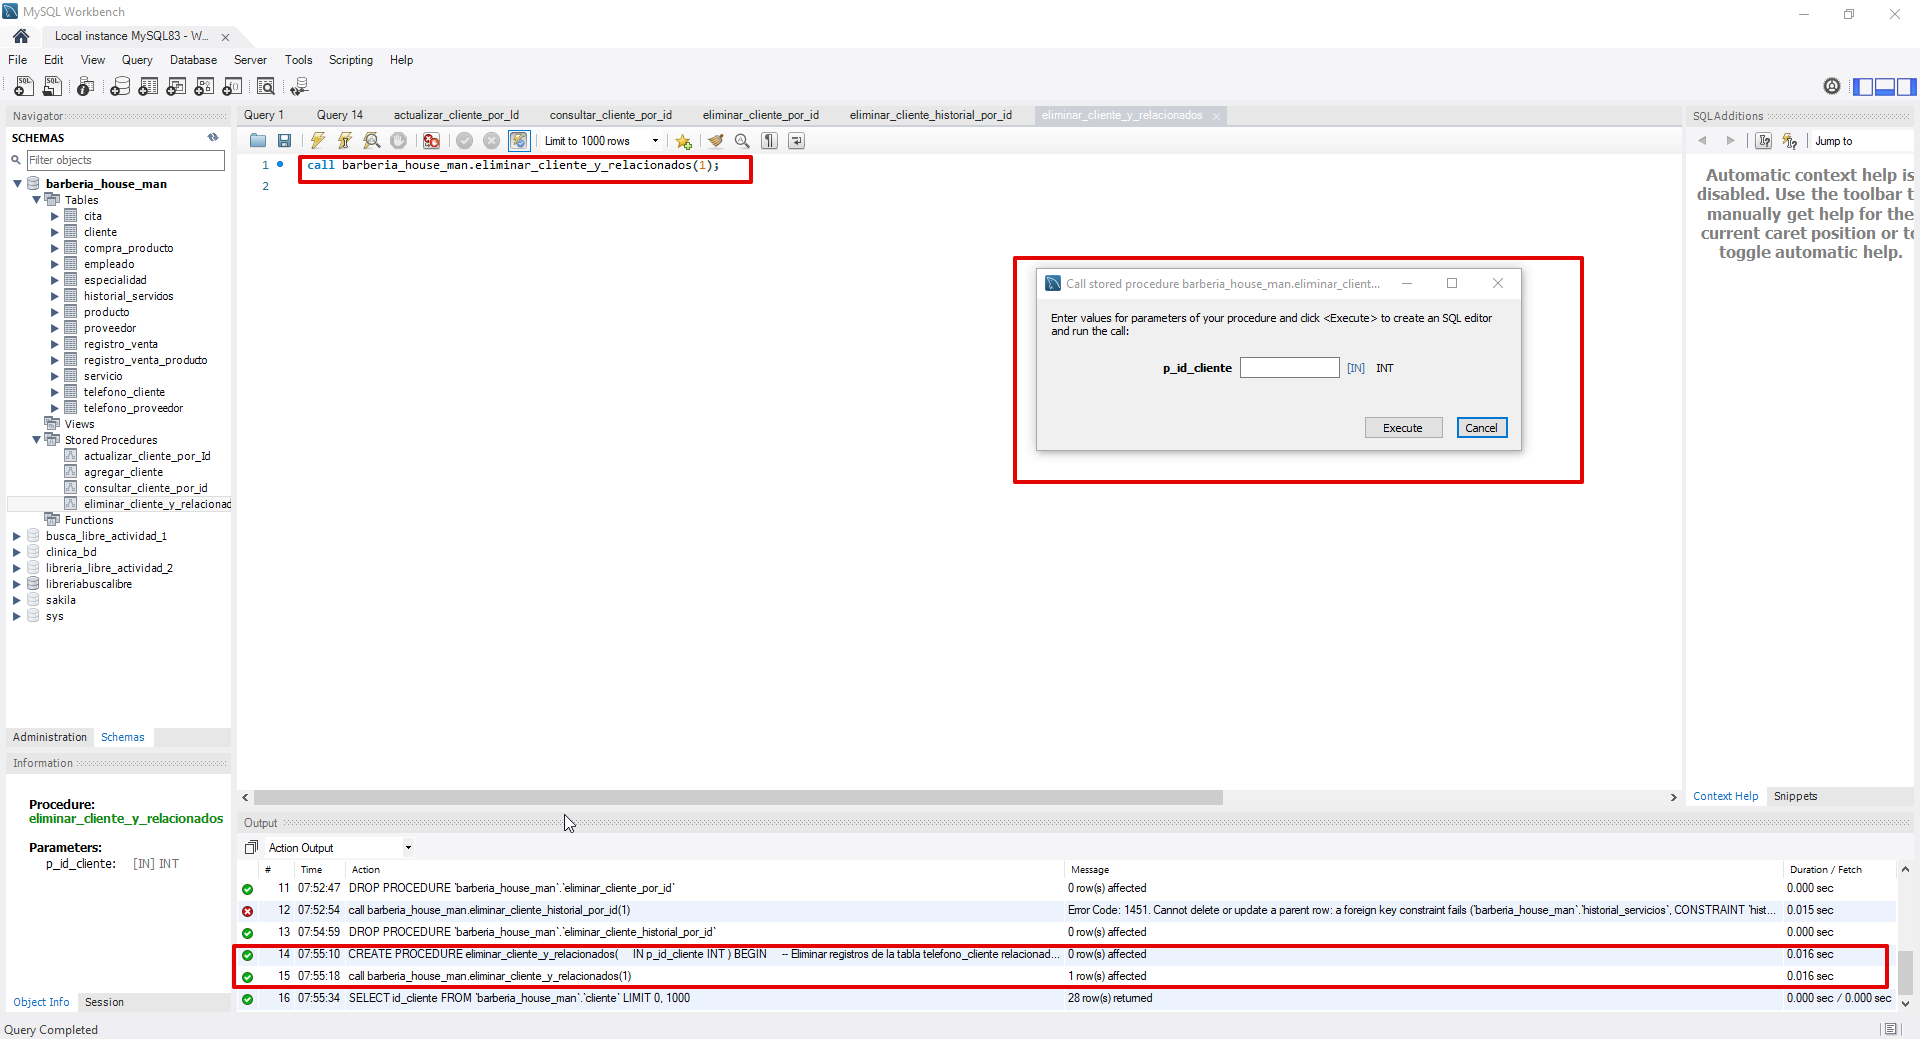 MySQL Workbench
Local instance MySQL83 - W...
File Edit View Query Database Server Tools Scripting Help
Navigator
SCHEMAS
Filter objects
barberia_house_man
Tables
cita
cliente
compra_producto
empleado
especialidad
historial_servicios
producto
proveedor
registro_venta
registro_venta_producto
servicio
telefono_cliente
telefono_proveedor
Views
Stored Procedures
actualizar_cliente_por_Id
agregar_cliente
consultar_cliente_por_id
eliminar_cliente_y_relacionad
Functions
busca_libre_actividad_1
clinica_bd
libreria_libre_actividad_2
libreriabuscalibre
sakila
sys
Administration Schemas
Information
Procedure:
eliminar_cliente_y_relacionados
Parameters:
p_id_cliente: [IN] INT
Object Info Session
Query 1 Query 14 actualizar_cliente_por_Id consultar_cliente_por_id eliminar_cliente_por_id eliminar_cliente_historial_por_id eliminar_cliente_y_relacionados
Limit to 1000 rows
1 call barberia_house_man.eliminar_cliente_y_relacionados(1);
2
Call stored procedure barberia_house_man.eliminar_client...
Enter values for parameters of your procedure and click <Execute> to create an SQL editor
and run the call:
p_id_cliente [IN] INT
Execute Cancel
SQLAdditions
Jump to
Automatic context help is
disabled. Use the toolbar t
manually get help for the
current caret position or to
toggle automatic help.
Context Help Snippets
Output
Action Output
# Time Action Message Duration / Fetch
11 07:52:47 DROP PROCEDURE `barberia_house_man`.`eliminar_cliente_por_id` 0 row(s) affected 0.000 sec
12 07:52:54 call barberia_house_man.eliminar_cliente_historial_por_id(1) Error Code: 1451. Cannot delete or update a parent row: a foreign key constraint fails (`barberia_house_man`.`historial_servicios`, CONSTRAINT `hist... 0.015 sec
13 07:54:59 DROP PROCEDURE `barberia_house_man`.`eliminar_cliente_historial_por_id` 0 row(s) affected 0.000 sec
14 07:55:10 CREATE PROCEDURE eliminar_cliente_y_relacionados( IN p_id_cliente INT ) BEGIN -- Eliminar registros de la tabla telefono_cliente relacionad... 0 row(s) affected 0.016 sec
15 07:55:18 call barberia_house_man.eliminar_cliente_y_relacionados(1) 1 row(s) affected 0.016 sec
16 07:55:34 SELECT id_cliente FROM `barberia_house_man`.`cliente` LIMIT 0, 1000 28 row(s) returned 0.000 sec / 0.000 sec
Query Completed